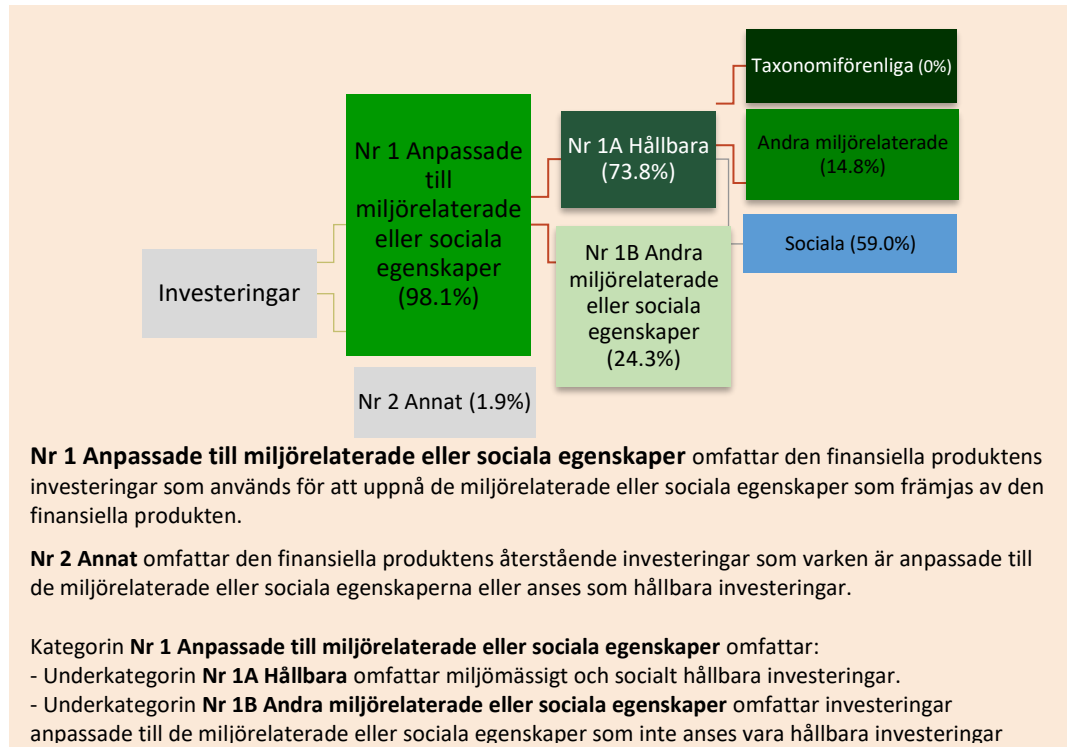 Investeringar
Nr 1 Anpassade
till
miljörelaterade
eller sociala
egenskaper
(98.1%)
Nr 2 Annat (1.9%)
Nr 1A Hållbara
(73.8%)
Nr 1B Andra
miljörelaterade
eller sociala
egenskaper
(24.3%)
Taxonomiförenliga (0%)
Andra miljörelaterade
(14.8%)
Sociala (59.0%)
Nr 1 Anpassade till miljörelaterade eller sociala egenskaper omfattar den finansiella produktens
investeringar som används för att uppnå de miljörelaterade eller sociala egenskaper som främjas av den
finansiella produkten.
Nr 2 Annat omfattar den finansiella produktens återstående investeringar som varken är anpassade till
de miljörelaterade eller sociala egenskaperna eller anses som hållbara investeringar.
Kategorin Nr 1 Anpassade till miljörelaterade eller sociala egenskaper omfattar:
- Underkategorin Nr 1A Hållbara omfattar miljömässigt och socialt hållbara investeringar.
- Underkategorin Nr 1B Andra miljörelaterade eller sociala egenskaper omfattar investeringar
anpassade till de miljörelaterade eller sociala egenskaper som inte anses vara hållbara investeringar